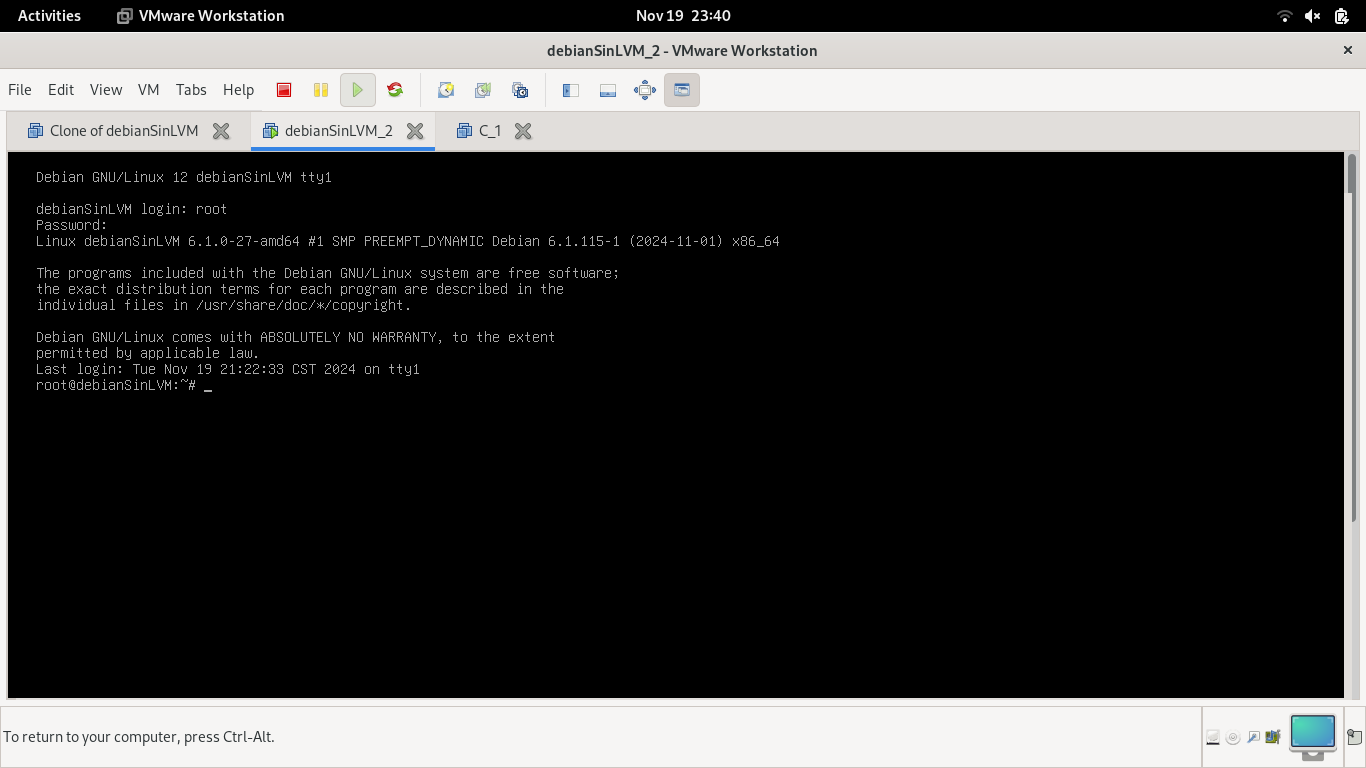 Activities
VMware Workstation
Nov 19 23:40
debianSinLVM_2 - VMware Workstation
File Edit View VM Tabs Help
Clone of debianSinLVM
debianSinLVM_2
C_1
Debian GNU/Linux 12 debianSinLVM tty1
debianSinLVM login: root
Password:
Linux debianSinLVM 6.1.0-27-amd64 #1 SMP PREEMPT_DYNAMIC Debian 6.1.115-1 (2024-11-01) x86_64
The programs included with the Debian GNU/Linux system are free software;
the exact distribution terms for each program are described in the
individual files in /usr/share/doc/*/copyright.
Debian GNU/Linux comes with ABSOLUTELY NO WARRANTY, to the extent
permitted by applicable law.
Last login: Tue Nov 19 21:22:33 CST 2024 on tty1
root@debianSinLVM:~# _
To return to your computer, press Ctrl-Alt.